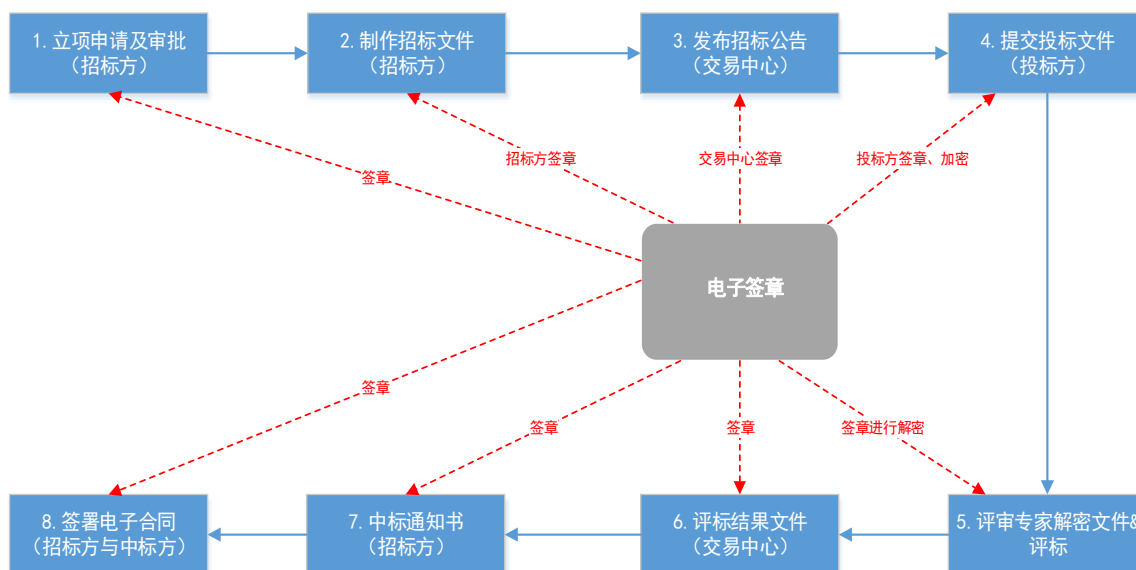 1. 立项申请及审批
（招标方）
2. 制作招标文件
（招标方）
3. 发布招标公告
（交易中心）
4. 提交投标文件
（投标方）
签章
招标方签章
交易中心签章
投标方签章、加密
电子签章
签章
签章
签章
签章进行解密
8. 签署电子合同
（招标方与中标方）
7. 中标通知书
（招标方）
6. 评标结果文件
（交易中心）
5. 评审专家解密文件&
评标